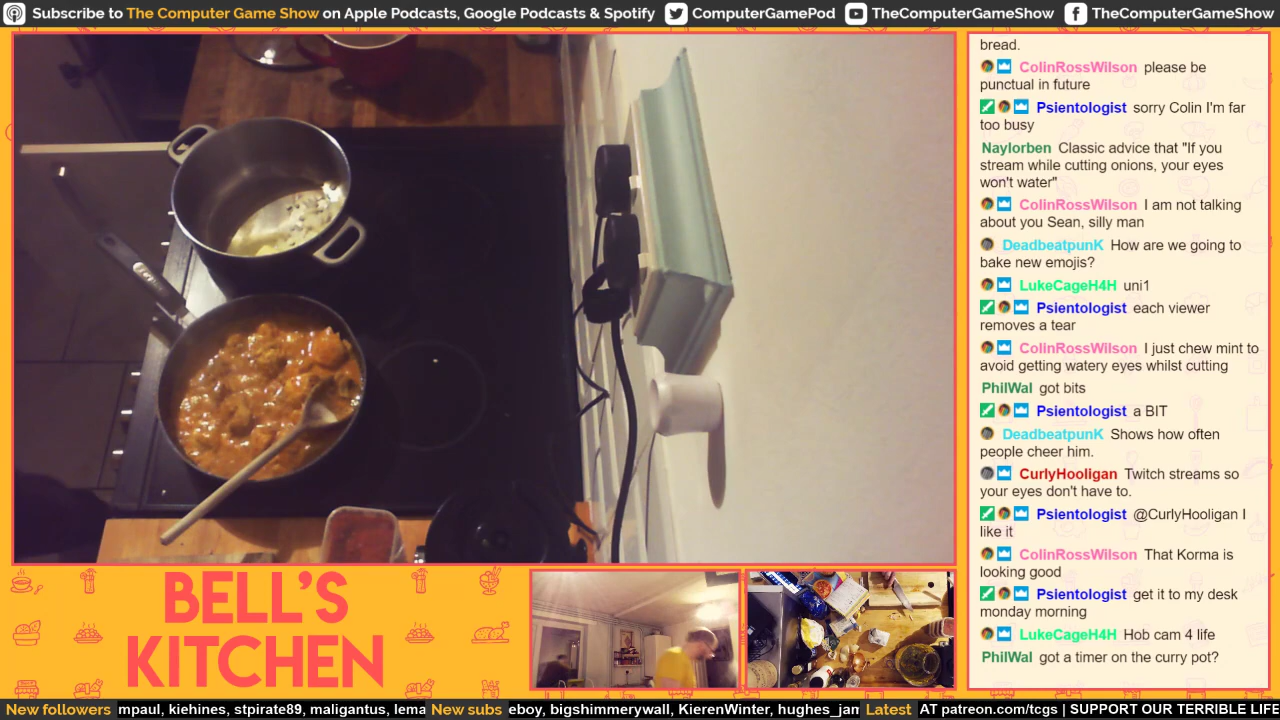 Subscribe to The Computer Game Show on Apple Podcasts, Google Podcasts & Spotify ComputerGamePod TheComputerGameShow TheComputerGameShow
bread.
ColinRossWilson please be
punctual in future
Psientologist sorry Colin I'm far
too busy
Naylorben Classic advice that "If you
stream while cutting onions, your eyes
won't water"
ColinRossWilson I am not talking
about you Sean, silly man
DeadbeatpunK How are we going to
bake new emojis?
LukeCageH4H uni1
Psientologist each viewer
removes a tear
ColinRossWilson I just chew mint to
avoid getting watery eyes whilst cutting
PhilWal got bits
Psientologist a BIT
DeadbeatpunK Shows how often
people cheer him.
CurlyHooligan Twitch streams so
your eyes don't have to.
Psientologist @CurlyHooligan I
like it
ColinRossWilson That Korma is
looking good
Psientologist get it to my desk
monday morning
LukeCageH4H Hob cam 4 life
PhilWal got a timer on the curry pot?
BELL'S
KITCHEN
New followers mpaul, kiehines, stpirate89, maligantus, lema New subs eboy, bigshimmerywall, KierenWinter, hughes_jam Latest AT patreon.com/tcgs | SUPPORT OUR TERRIBLE LIFE